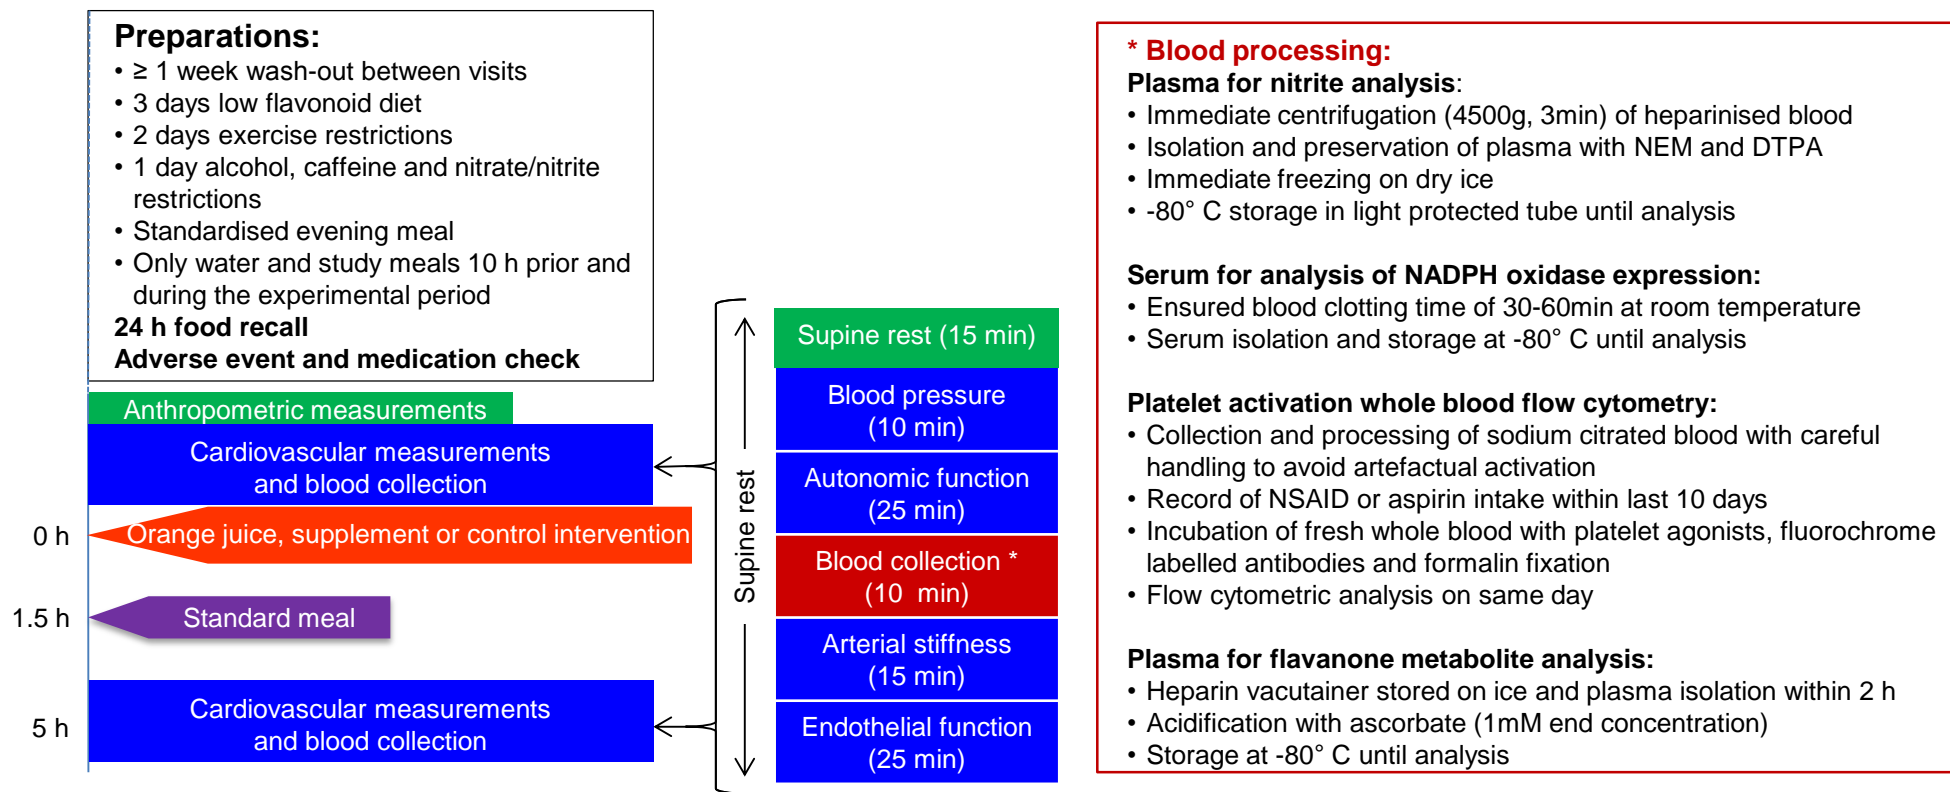 Preparations:
• ≥ 1 week wash-out between visits
• 3 days low flavonoid diet
• 2 days exercise restrictions
• 1 day alcohol, caffeine and nitrate/nitrite
restrictions
• Standardised evening meal
• Only water and study meals 10 h prior and
during the experimental period
24 h food recall
Adverse event and medication check
Anthropometric measurements
Cardiovascular measurements
and blood collection
0 h
Orange juice, supplement or control intervention
1.5 h
Standard meal
5 h
Cardiovascular measurements
and blood collection
Supine rest
Supine rest (15 min)
Blood pressure
(10 min)
Autonomic function
(25 min)
Blood collection *
(10 min)
Arterial stiffness
(15 min)
Endothelial function
(25 min)
* Blood processing:
Plasma for nitrite analysis:
• Immediate centrifugation (4500g, 3min) of heparinised blood
• Isolation and preservation of plasma with NEM and DTPA
• Immediate freezing on dry ice
• -80° C storage in light protected tube until analysis
Serum for analysis of NADPH oxidase expression:
• Ensured blood clotting time of 30-60min at room temperature
• Serum isolation and storage at -80° C until analysis
Platelet activation whole blood flow cytometry:
• Collection and processing of sodium citrated blood with careful
handling to avoid artefactual activation
• Record of NSAID or aspirin intake within last 10 days
• Incubation of fresh whole blood with platelet agonists, fluorochrome
labelled antibodies and formalin fixation
• Flow cytometric analysis on same day
Plasma for flavanone metabolite analysis:
• Heparin vacutainer stored on ice and plasma isolation within 2 h
• Acidification with ascorbate (1mM end concentration)
• Storage at -80° C until analysis